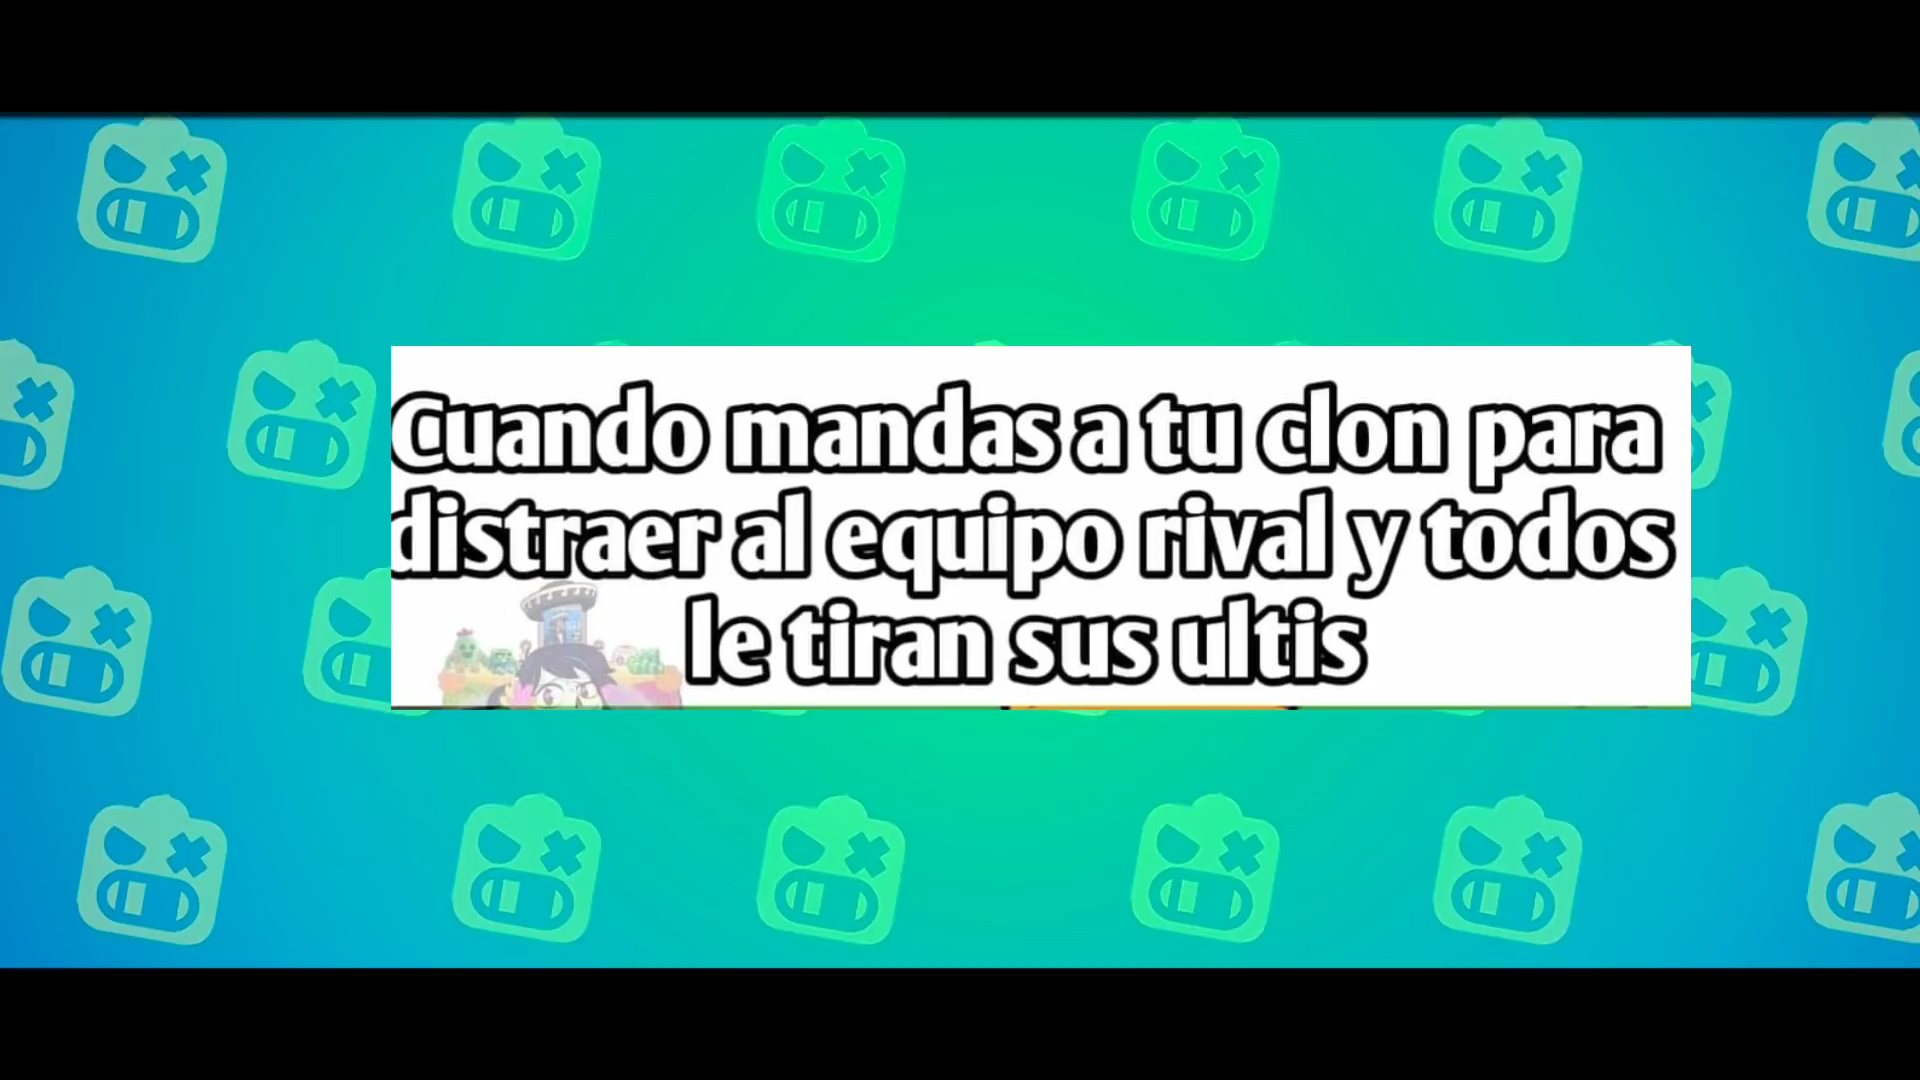 Cuando mandas a tu clon para
distraer al equipo rival y todos
le tiran sus ultis